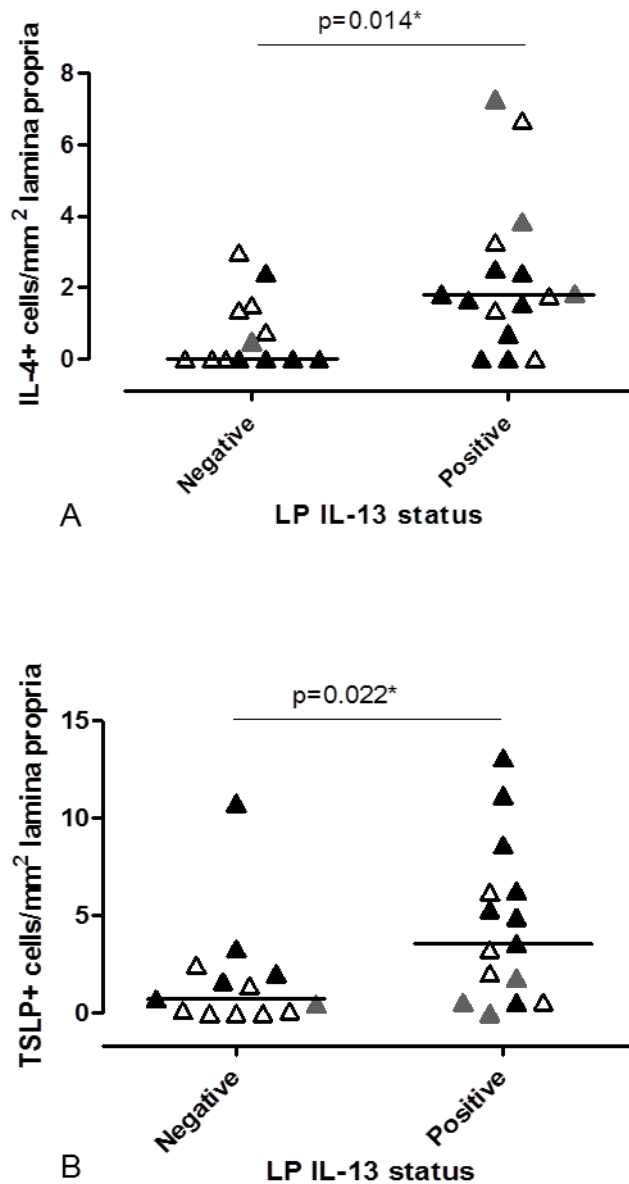 p=0.014*
8
6
4
2
0
IL-4+ cells/mm² lamina propria
Negative
Positive
A
LP IL-13 status
p=0.022*
15
10
5
0
TSLP+ cells/mm² lamina propria
Negative
Positive
B
LP IL-13 status